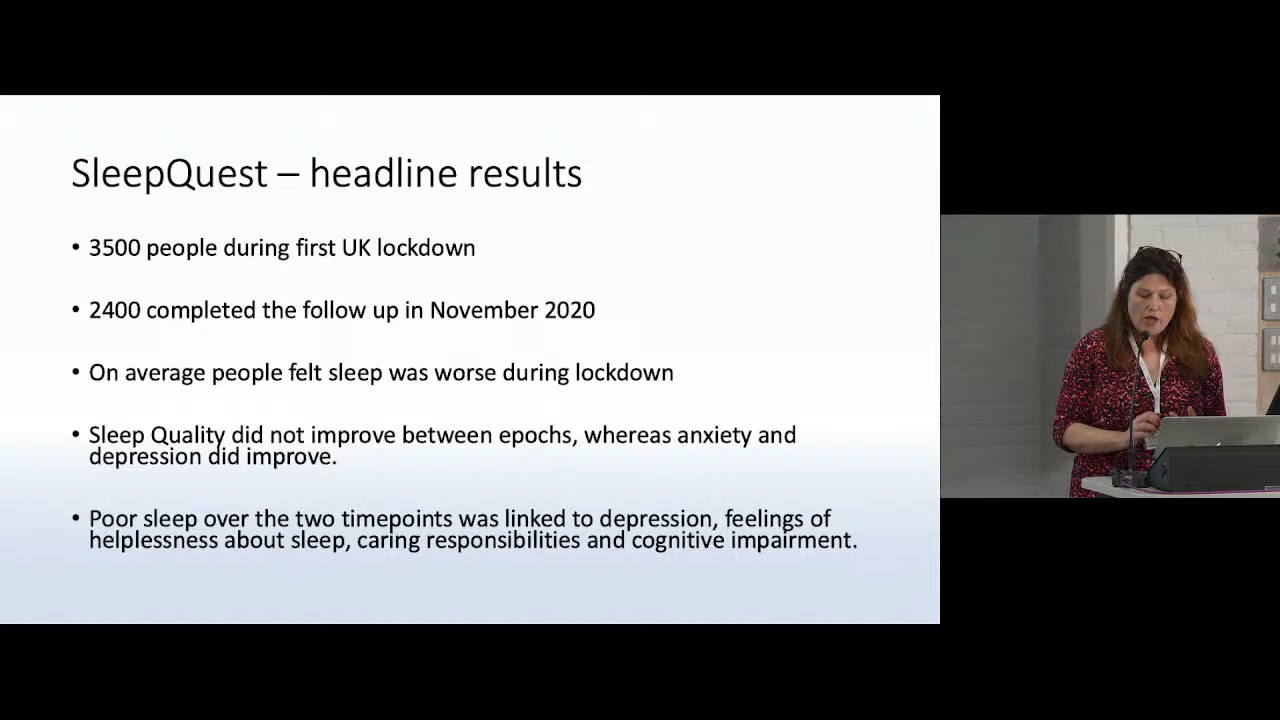 SleepQuest – headline results
• 3500 people during first UK lockdown
• 2400 completed the follow up in November 2020
• On average people felt sleep was worse during lockdown
• Sleep Quality did not improve between epochs, whereas anxiety and
depression did improve.
• Poor sleep over the two timepoints was linked to depression, feelings of
helplessness about sleep, caring responsibilities and cognitive impairment.